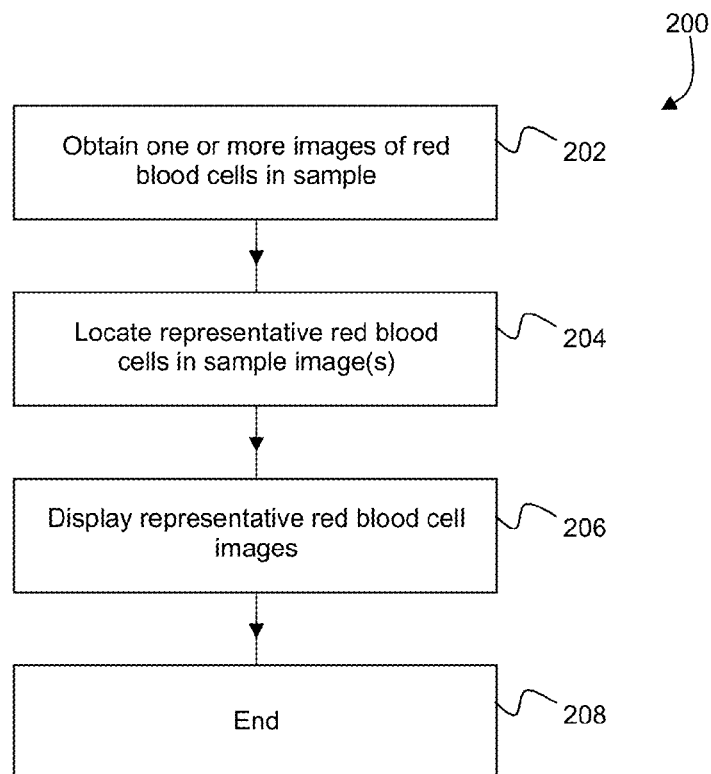 200
Obtain one or more images of red
blood cells in sample
202
Locate representative red blood
cells in sample image(s)
204
Display representative red blood cell
images
206
End
208